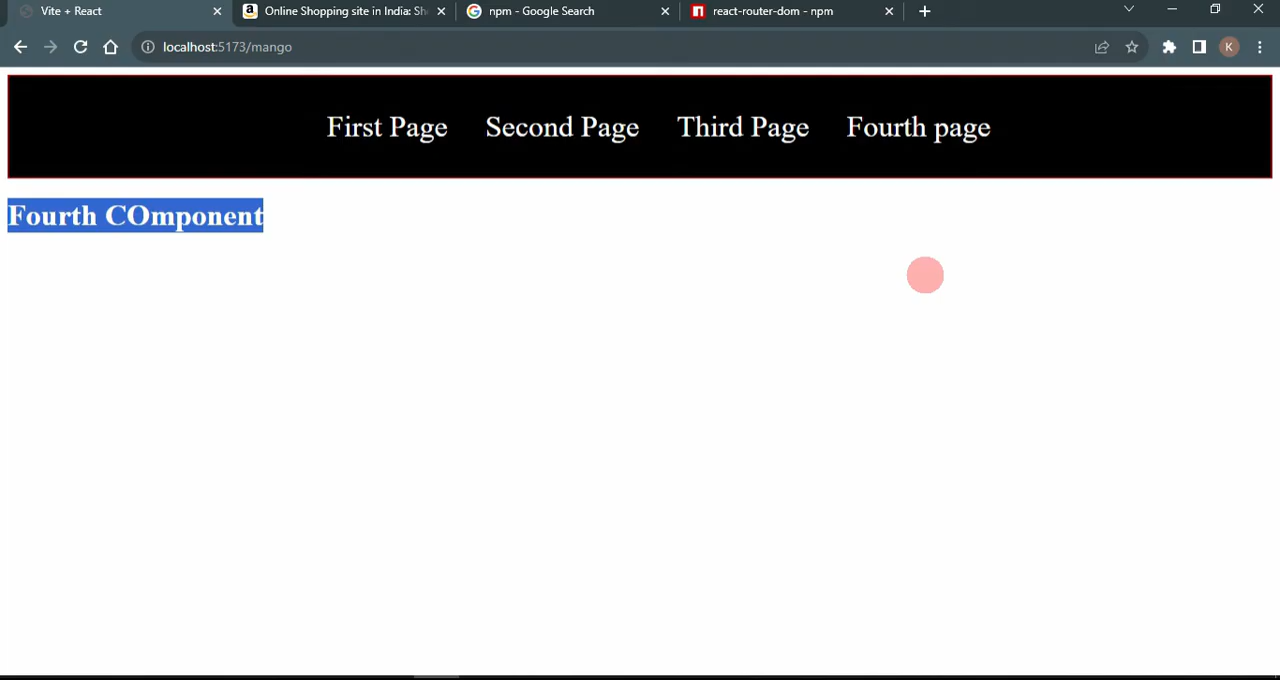 Vite + React
Online Shopping site in India: Sh
npm - Google Search
react-router-dom - npm
localhost:5173/mango
K
First Page Second Page Third Page Fourth page
Fourth COmponent